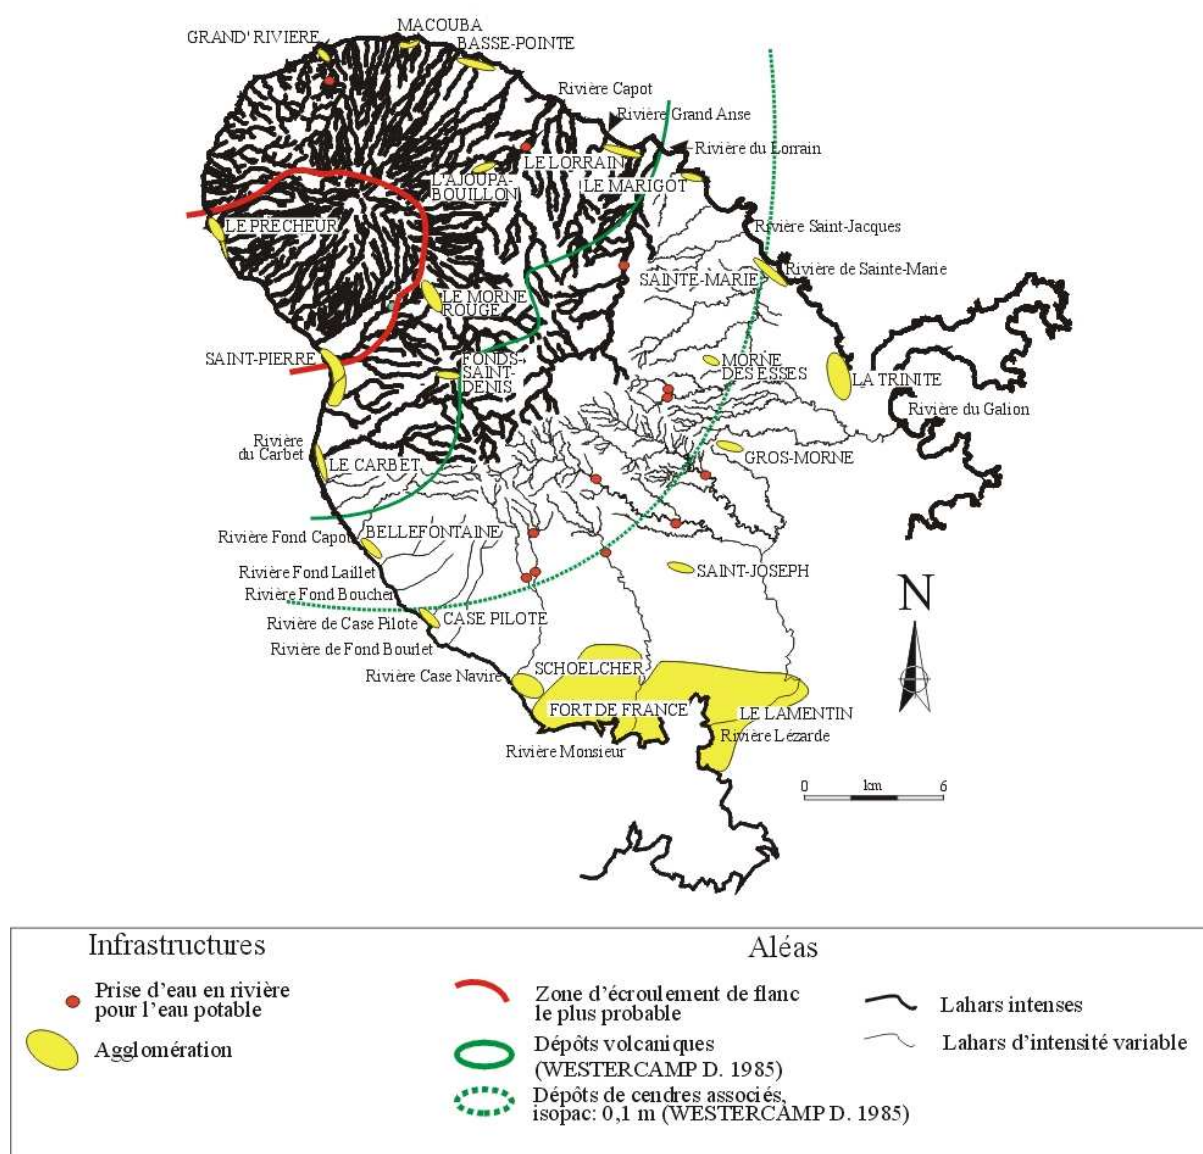 MACOUBA
GRAND' RIVIERE
BASSE-POINTE
Rivière Capot
Rivière Grand Anse
Rivière du Lorrain
LE LORRAIN
L'AJOUPA-
BOUILLON
LE MARIGOT
LE PRECHEUR
Rivière Saint-Jacques
Rivière de Sainte-Marie
SAINTE-MARIE
LE MORNE
ROUGE
SAINT-PIERRE
FONDS-
SAINT-
DENIS
MORNE
DES ESSES
LA TRINITE
Rivière du Galion
Rivière
du Carbet
LE CARBET
GROS-MORNE
Rivière Fond Capot
BELLEFONTAINE
Rivière Fond Laillet
SAINT-JOSEPH
Rivière Fond Boucher
Rivière de Case Pilote
CASE PILOTE
Rivière de Fond Bourlet
N
Rivière Case Navire
SCHOELCHER
FORT DE FRANCE
LE LAMENTIN
Rivière Lézarde
Rivière Monsieur
0 km 6
Infrastructures
Prise d'eau en rivière
pour l'eau potable
Agglomération
Aléas
Zone d'écroulement de flanc
le plus probable
Dépôts volcaniques
(WESTERCAMP D. 1985)
Dépôts de cendres associés,
isopac: 0,1 m (WESTERCAMP D. 1985)
Lahars intenses
Lahars d'intensité variable